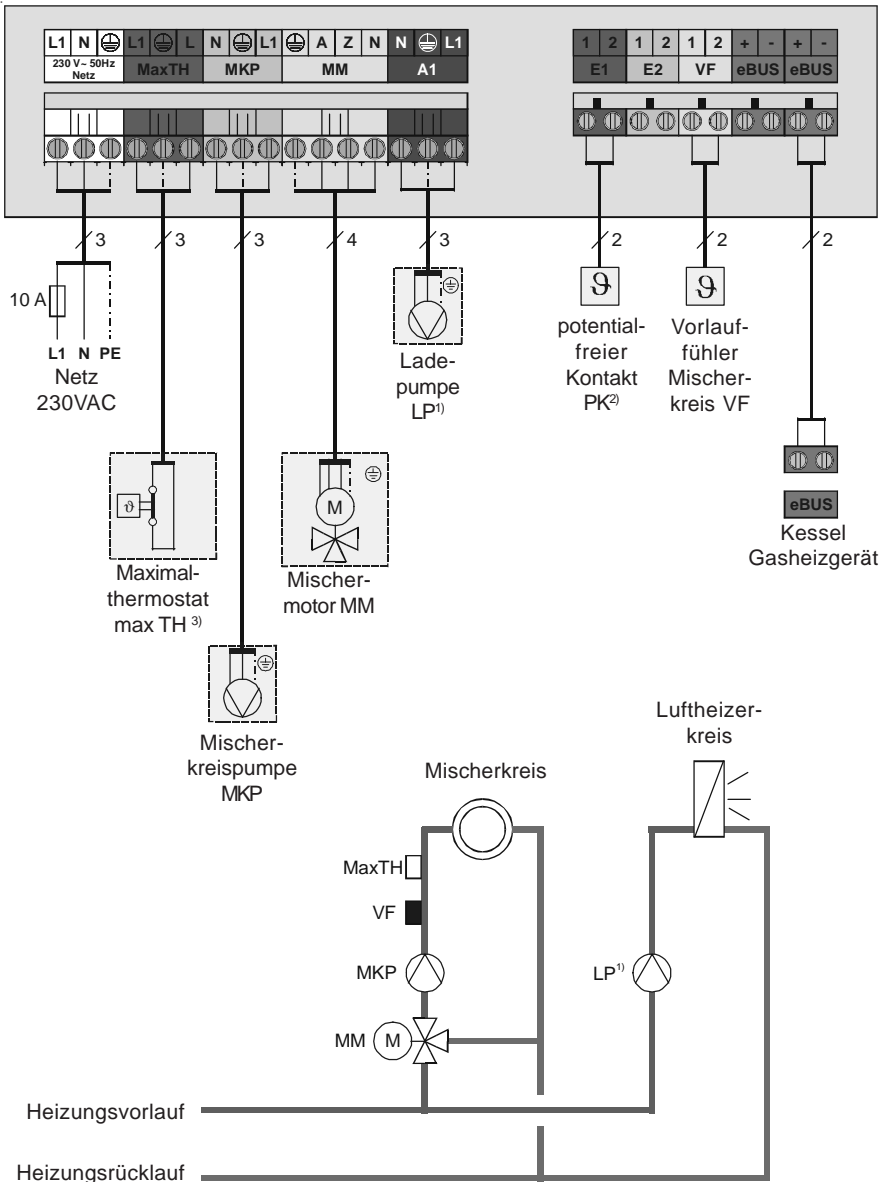 L1 N L1 L N L1 A Z N N L1
230 V~ 50Hz
Netz
MaxTH MKP MM A1
1 2 1 2 1 2 + - + -
E1 E2 VF eBUS eBUS
3 3 3 4 3 2 2 2
10 A
L1 N PE
Netz
230VAC
Lade-
pumpe
LP1)
ϑ
potential-
freier
Kontakt
PK2)
ϑ
Vorlauf-
fühler
Mischer-
kreis VF
eBUS
Kessel
Gasheizgerät
ϑ
Maximal-
thermostat
max TH 3)
M
Mischer-
motor MM
Mischer-
kreispumpe
MKP
Luftheizer-
kreis
Mischerkreis
MaxTH
VF
MKP
LP1)
MM M
Heizungsvorlauf
Heizungsrücklauf